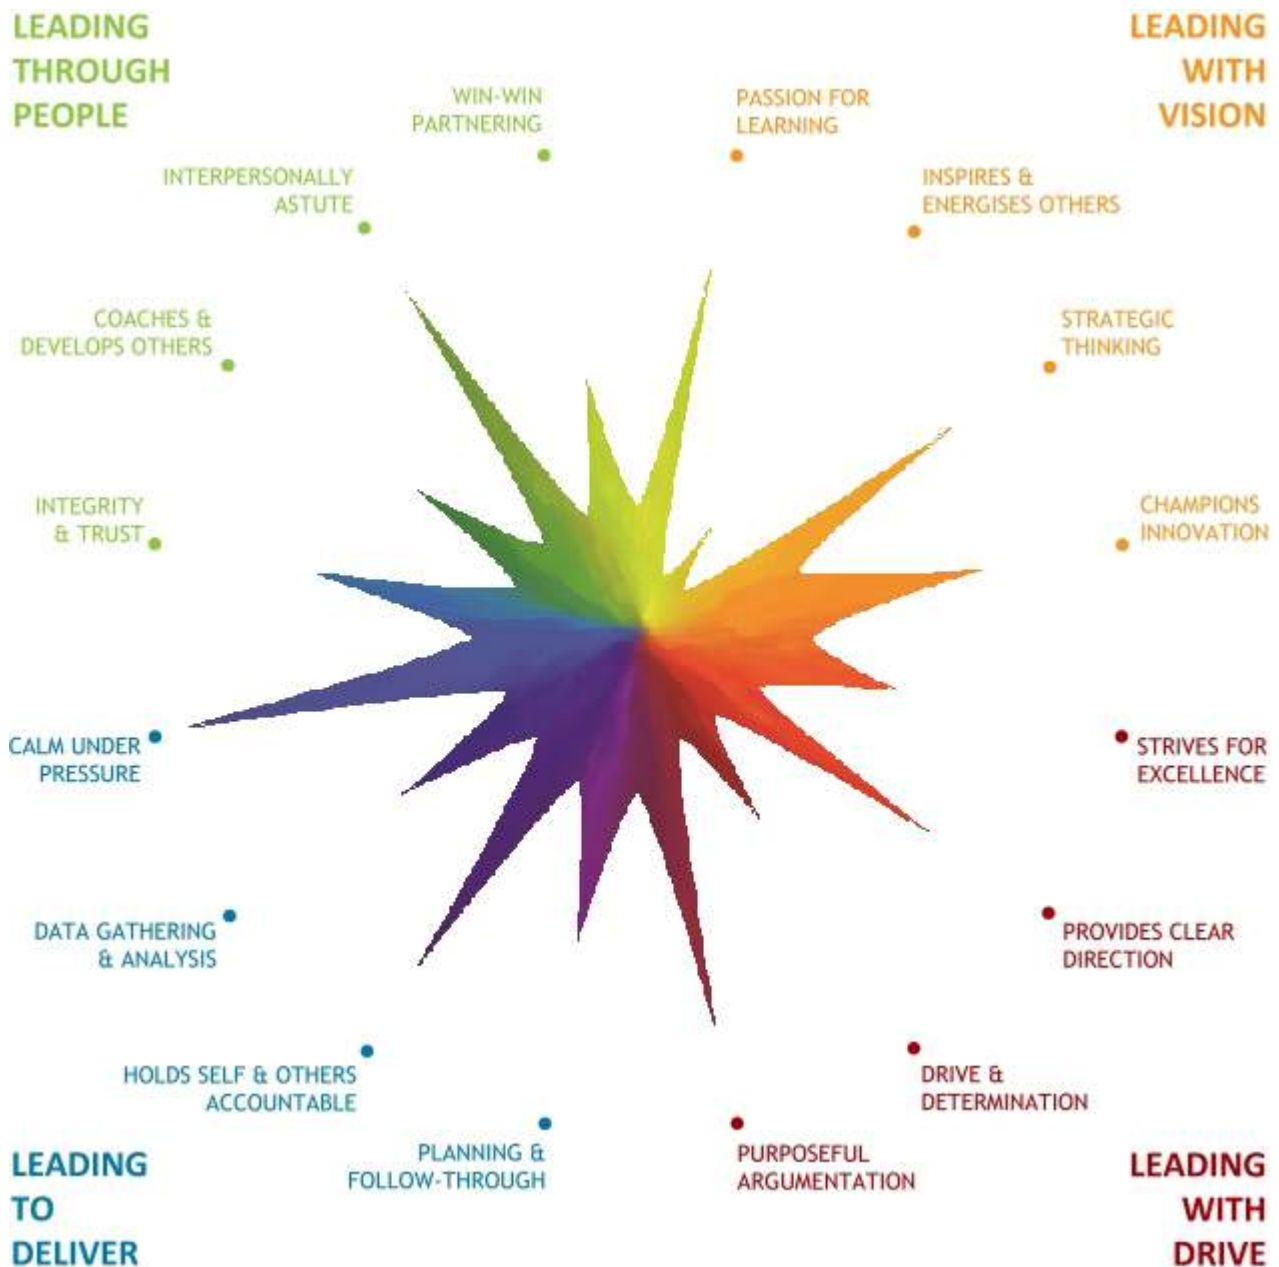 LEADING
THROUGH
PEOPLE
LEADING
WITH
VISION
WIN-WIN
PARTNERING
PASSION FOR
LEARNING
INTERPERSONALLY
ASTUTE
INSPIRES &
ENERGISES OTHERS
COACHES &
DEVELOPS OTHERS
STRATEGIC
THINKING
INTEGRITY
& TRUST
CHAMPIONS
INNOVATION
CALM UNDER
PRESSURE
STRIVES FOR
EXCELLENCE
DATA GATHERING
& ANALYSIS
PROVIDES CLEAR
DIRECTION
HOLDS SELF & OTHERS
ACCOUNTABLE
DRIVE &
DETERMINATION
PLANNING &
FOLLOW-THROUGH
PURPOSEFUL
ARGUMENTATION
LEADING
TO
DELIVER
LEADING
WITH
DRIVE